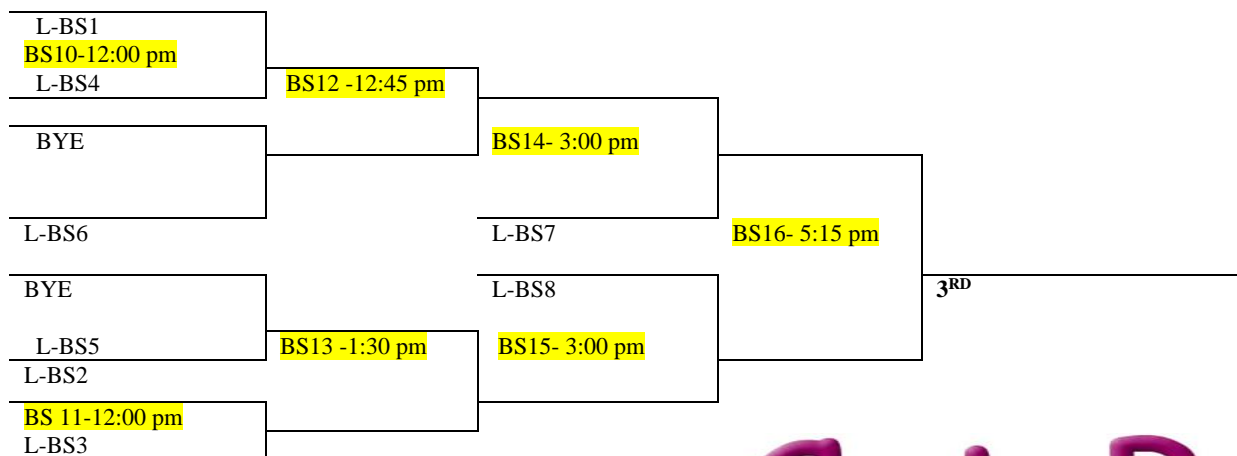 L-BS1
BS10-12:00 pm
L-BS4
BS12 -12:45 pm
BYE
BS14- 3:00 pm
L-BS6
L-BS7
BS16- 5:15 pm
BYE
L-BS8
3RD
L-BS5
BS13 -1:30 pm
BS15- 3:00 pm
L-BS2
BS 11-12:00 pm
L-BS3